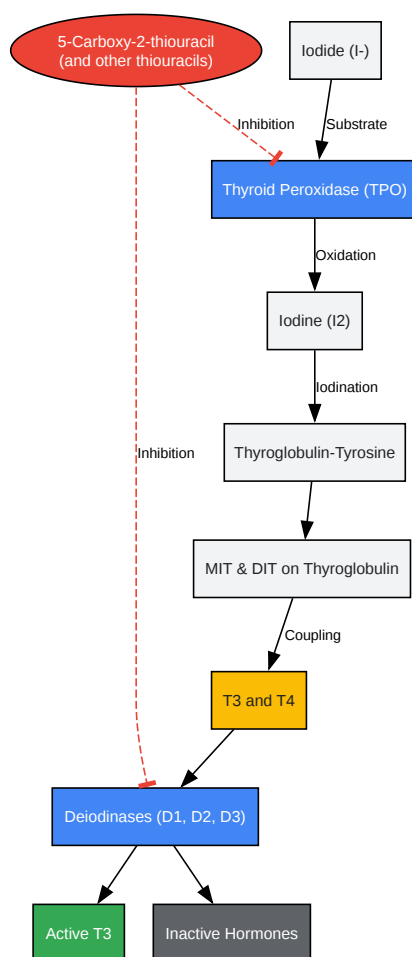 5-Carboxy-2-thiouracil
(and other thiouracils)
Iodide (I-)
Inhibition
Substrate
Thyroid Peroxidase (TPO)
Oxidation
Iodine (I2)
Iodination
Inhibition
Thyroglobulin-Tyrosine
MIT & DIT on Thyroglobulin
Coupling
T3 and T4
Deiodinases (D1, D2, D3)
Active T3
Inactive Hormones